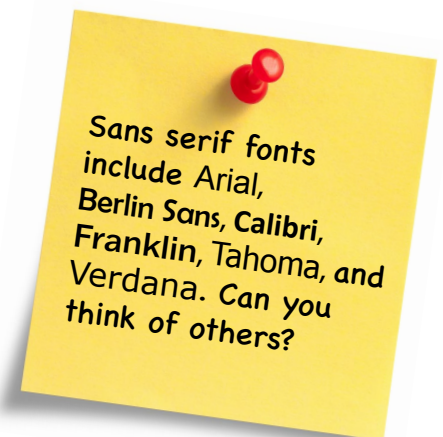 Sans serif fonts
include Arial,
Berlin Sans, Calibri,
Franklin, Tahoma, and
Verdana. Can you
think of others?